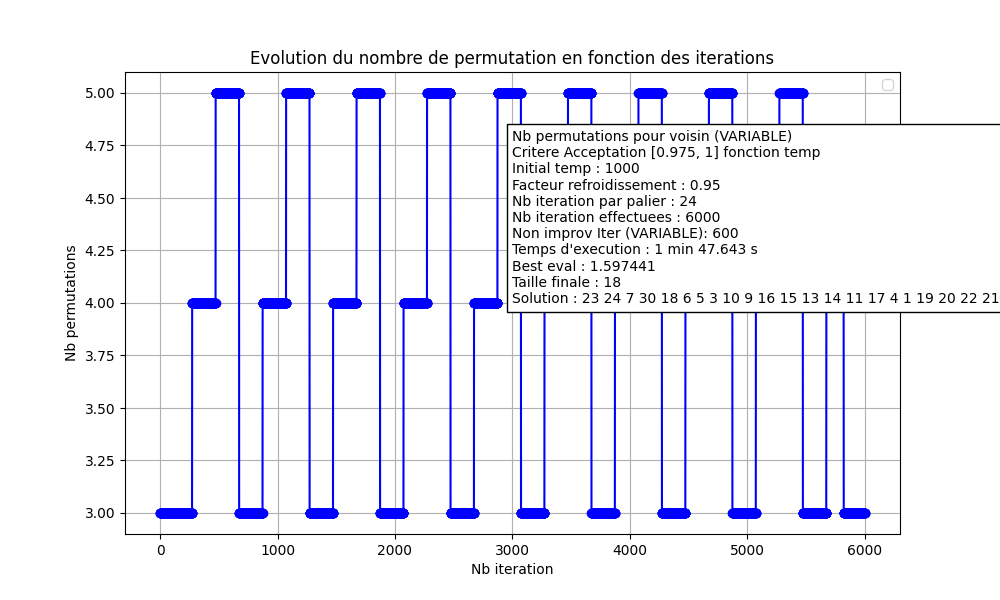 Evolution du nombre de permutation en fonction des iterations
5.00
4.75
4.50
4.25
4.00
3.75
3.50
3.25
3.00
Nb permutations
Nb permutations pour voisin (VARIABLE)
Critere Acceptation [0.975, 1] fonction temp
Initial temp : 1000
Facteur refroidissement : 0.95
Nb iteration par palier : 24
Nb iteration effectuees : 6000
Non improv Iter (VARIABLE): 600
Temps d'execution : 1 min 47.643 s
Best eval : 1.597441
Taille finale : 18
Solution : 23 24 7 30 18 6 5 3 10 9 16 15 13 14 11 17 4 1 19 20 22 21
0 1000 2000 3000 4000 5000 6000
Nb iteration